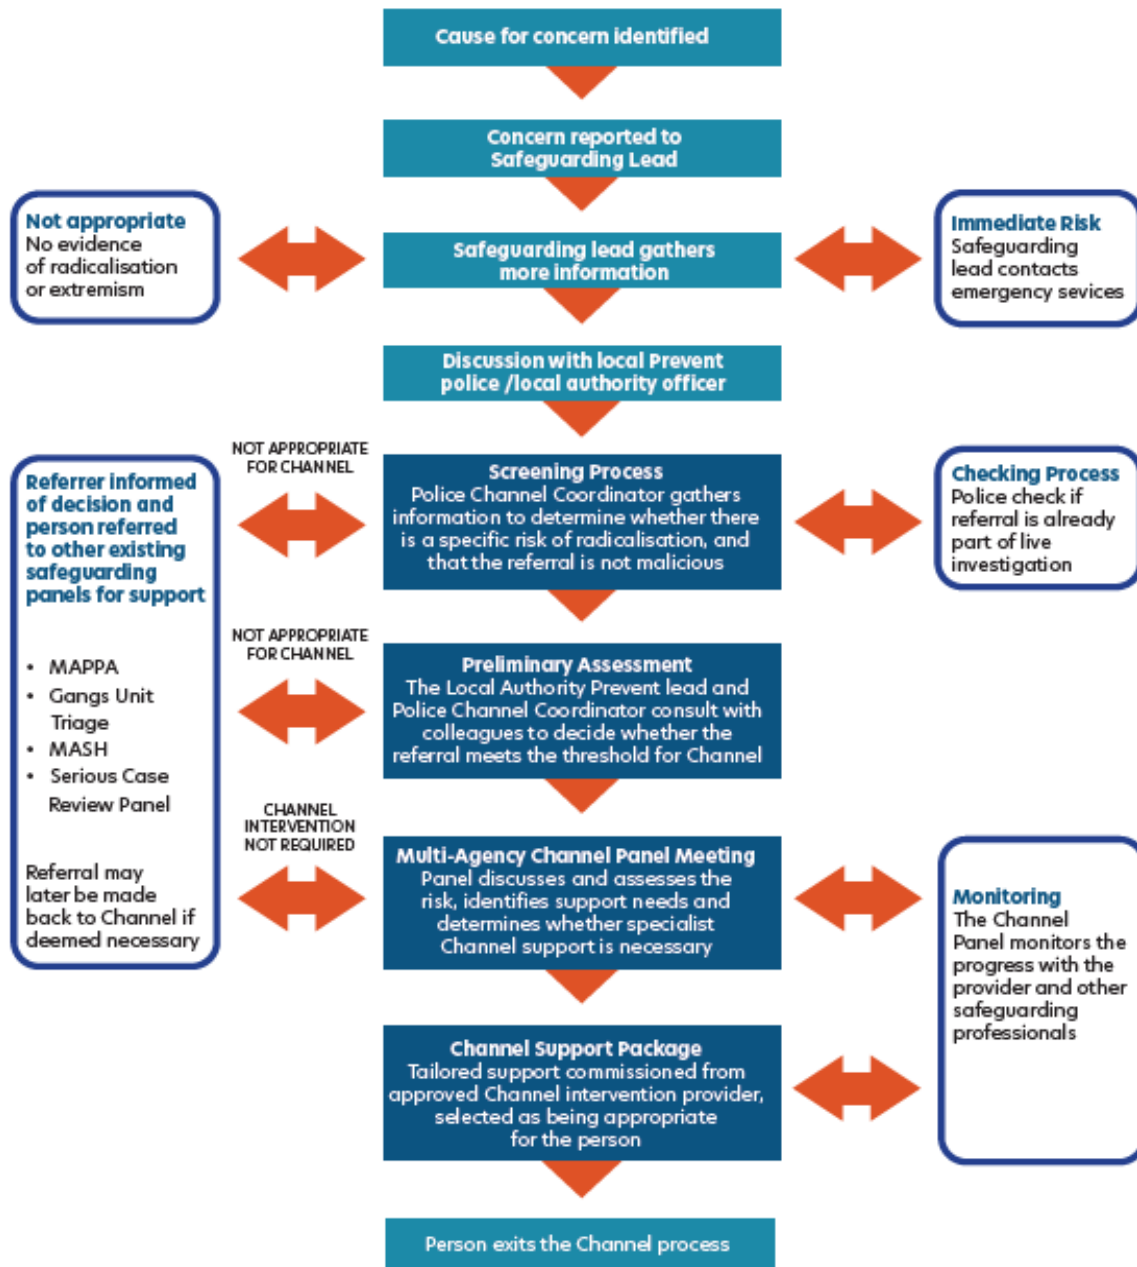 Cause for concern identified
Concern reported to
Safeguarding Lead
Not appropriate
No evidence
of radicalisation
or extremism
Safeguarding lead gathers
more information
Immediate Risk
Safeguarding
lead contacts
emergency sevices
Discussion with local Prevent
police /local authority officer
Referrer informed
of decision and
person referred
to other existing
safeguarding
panels for support
• MAPPA
• Gangs Unit
Triage
• MASH
• Serious Case
Review Panel
Referral may
later be made
back to Channel if
deemed necessary
NOT APPROPRIATE
FOR CHANNEL
Screening Process
Police Channel Coordinator gathers
information to determine whether there
is a specific risk of radicalisation, and
that the referral is not malicious
Checking Process
Police check if
referral is already
part of live
investigation
NOT APPROPRIATE
FOR CHANNEL
Preliminary Assessment
The Local Authority Prevent lead and
Police Channel Coordinator consult with
colleagues to decide whether the
referral meets the threshold for Channel
CHANNEL
INTERVENTION
NOT REQUIRED
Multi-Agency Channel Panel Meeting
Panel discusses and assesses the
risk, identifies support needs and
determines whether specialist
Channel support is necessary
Monitoring
The Channel
Panel monitors the
progress with the
provider and other
safeguarding
professionals
Channel Support Package
Tailored support commissioned from
approved Channel intervention provider,
selected as being appropriate
for the person
Person exits the Channel process